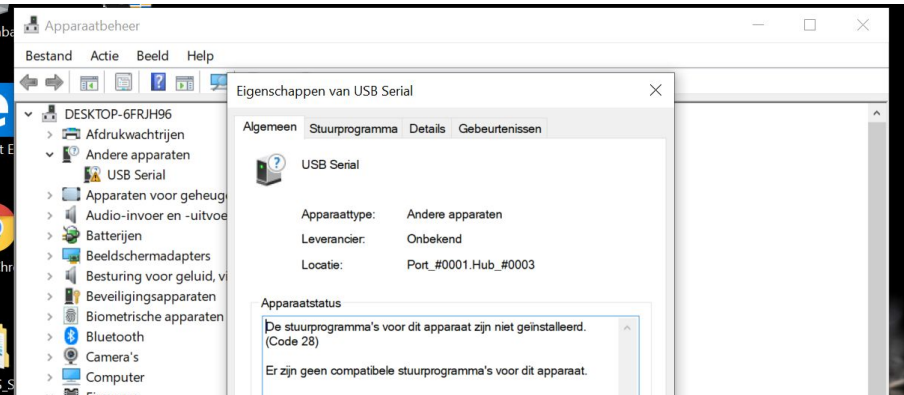 Apparaatbeheer
Bestand Actie Beeld Help
DESKTOP-6FRJH96
Afdrukwachtrijen
Andere apparaten
USB Serial
Apparaten voor geheug
Audio-invoer en -uitvoe
Batterijen
Beeldschermadapters
Besturing voor geluid, vi
Beveiligingsapparaten
Biometrische apparaten
Bluetooth
Camera's
Computer
Eigenschappen van USB Serial
Algemeen Stuurprogramma Details Gebeurtenissen
USB Serial
Apparaattype: Andere apparaten
Leverancier: Onbekend
Locatie: Port_#0001.Hub_#0003
Apparaatstatus
De stuurprogramma's voor dit apparaat zijn niet geïnstalleerd.
(Code 28)
Er zijn geen compatibele stuurprogramma's voor dit apparaat.